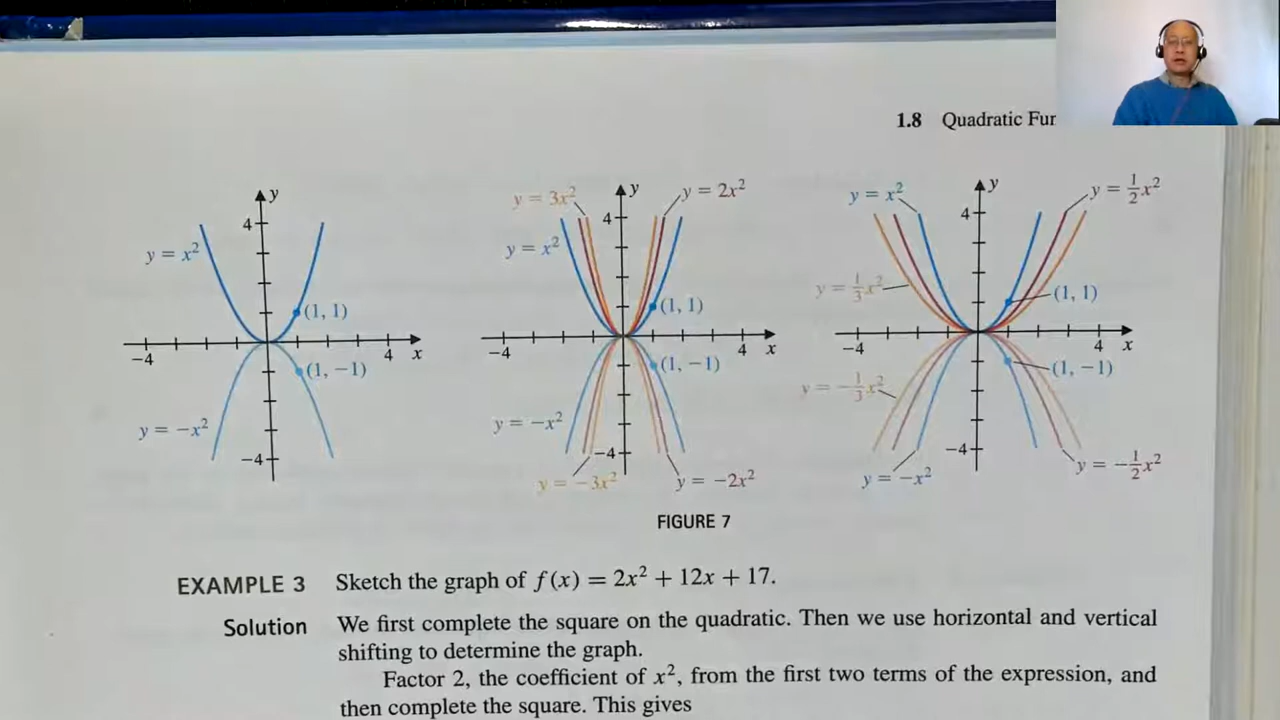 1.8 Quadratic Fur
y
4
y = x²
(1, 1)
−4
4
x
(1, −1)
y = −x²
−4
y = 3x²
y
y = 2x²
4
y = x²
(1, 1)
−4
4
x
(1, −1)
y = −x²
−4
y = −3x²
y = −2x²
y = x²
y
y = ½x²
4
y = ⅓x²
(1, 1)
−4
4
x
(1, −1)
y = −⅓x²
−4
y = −x²
y = −½x²
FIGURE 7
EXAMPLE 3 Sketch the graph of f(x) = 2x² + 12x + 17.
Solution We first complete the square on the quadratic. Then we use horizontal and vertical
shifting to determine the graph.
Factor 2, the coefficient of x², from the first two terms of the expression, and
then complete the square. This gives